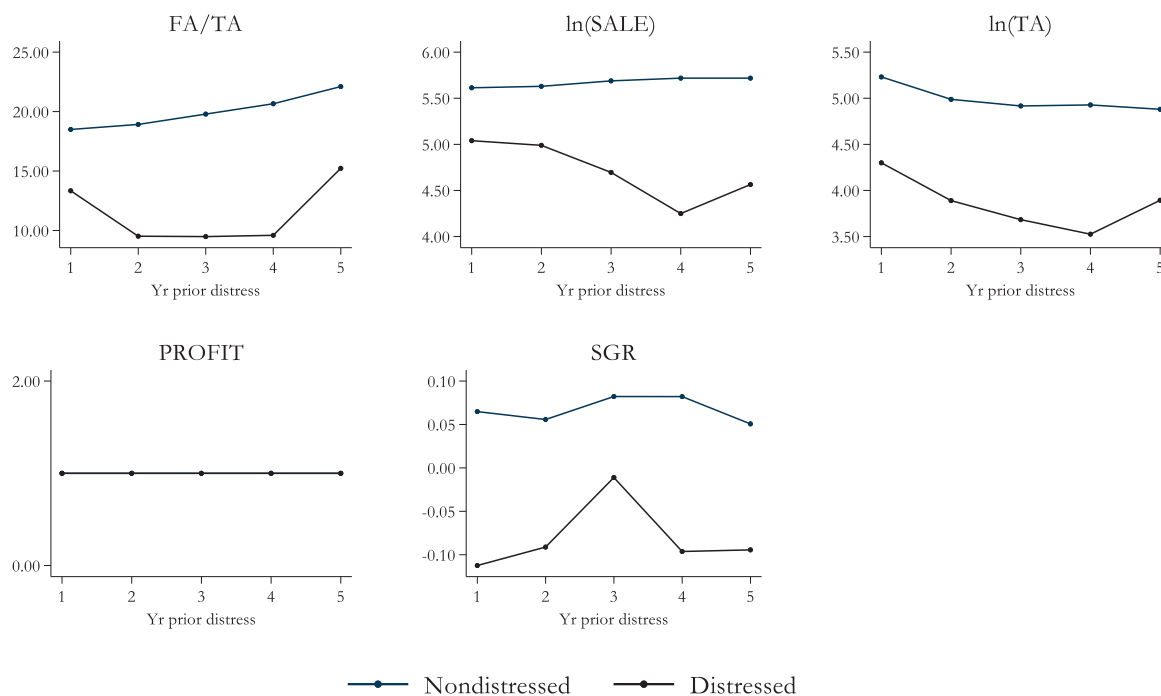 FA/TA
25.00
20.00
15.00
10.00
1 2 3 4 5
Yr prior distress
ln(SALE)
6.00
5.50
5.00
4.50
4.00
1 2 3 4 5
Yr prior distress
ln(TA)
5.50
5.00
4.50
4.00
3.50
1 2 3 4 5
Yr prior distress
PROFIT
2.00
0.00
1 2 3 4 5
Yr prior distress
SGR
0.10
0.05
0.00
-0.05
-0.10
1 2 3 4 5
Yr prior distress
Nondistressed Distressed